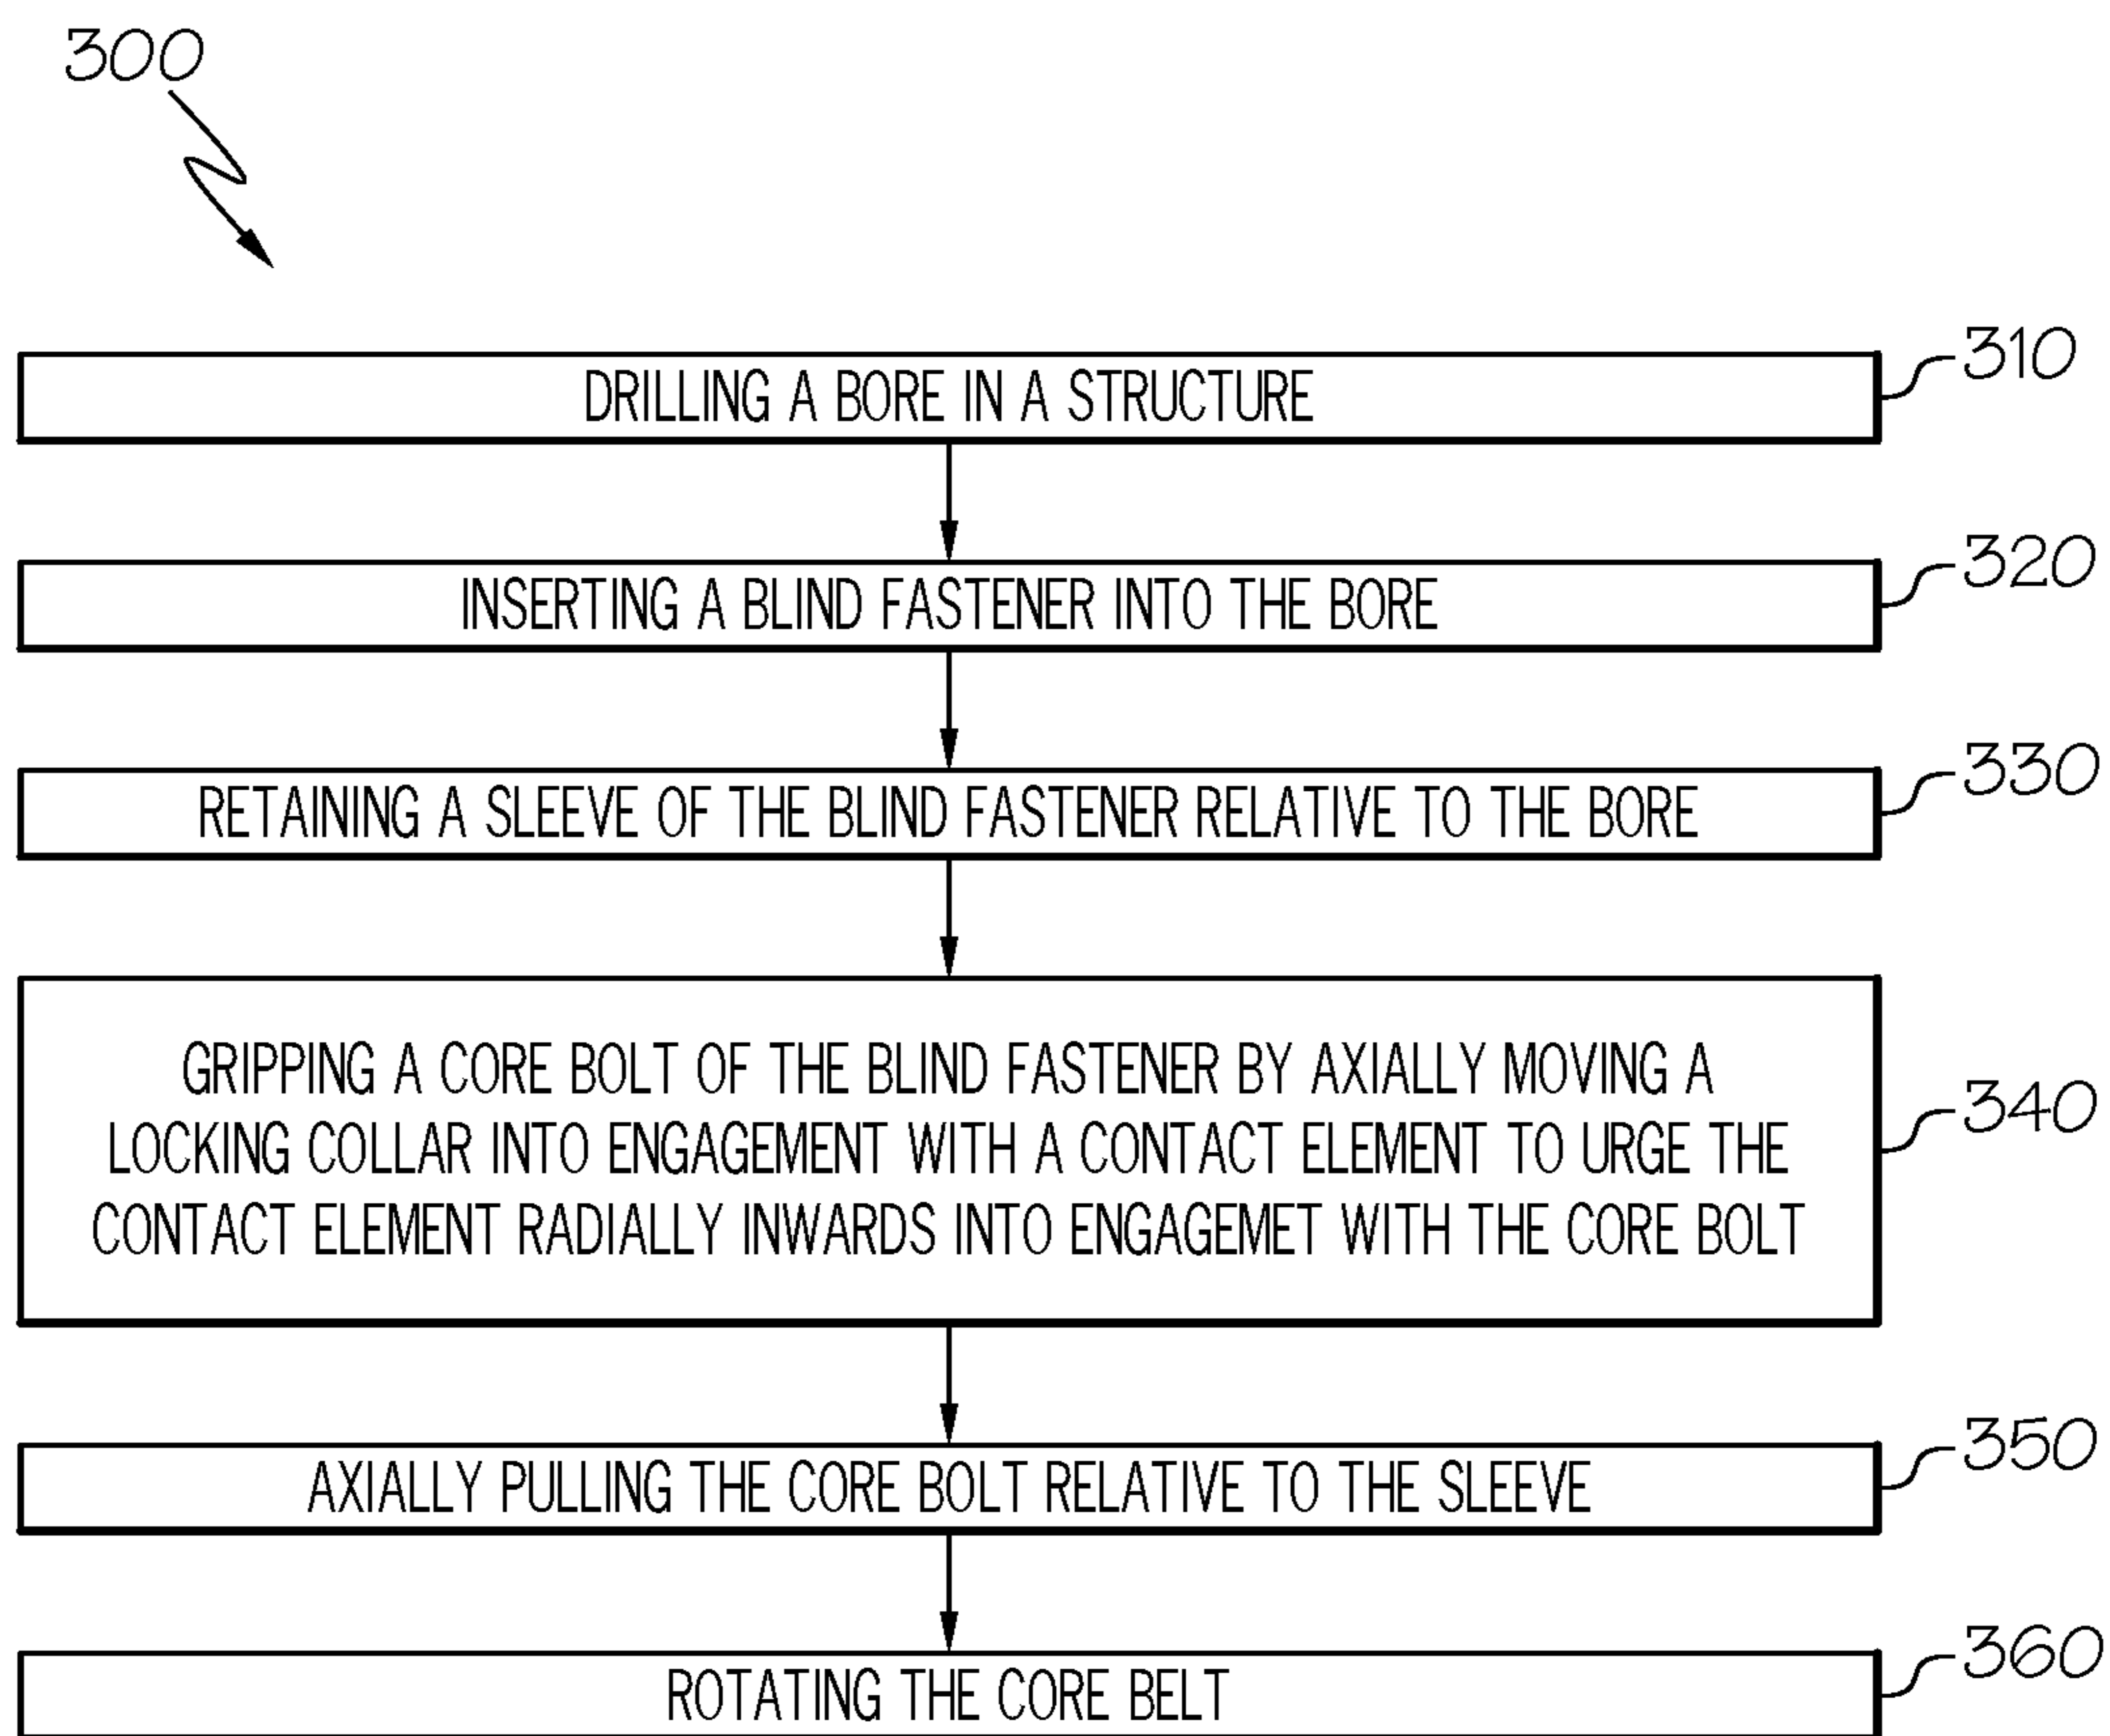 300
DRILLING A BORE IN A STRUCTURE
310
INSERTING A BLIND FASTENER INTO THE BORE
320
RETAINING A SLEEVE OF THE BLIND FASTENER RELATIVE TO THE BORE
330
GRIPPING A CORE BOLT OF THE BLIND FASTENER BY AXIALLY MOVING A
LOCKING COLLAR INTO ENGAGEMENT WITH A CONTACT ELEMENT TO URGE THE
CONTACT ELEMENT RADIALLY INWARDS INTO ENGAGEMET WITH THE CORE BOLT
340
AXIALLY PULLING THE CORE BOLT RELATIVE TO THE SLEEVE
350
ROTATING THE CORE BELT
360